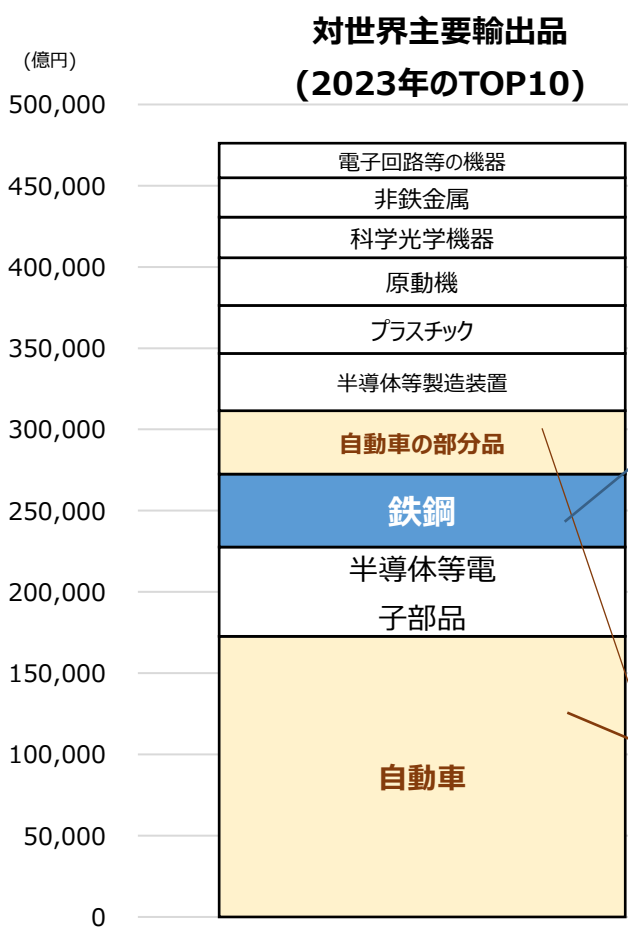 対世界主要輸出品
(2023年のTOP10)
(億円)
500,000
450,000
400,000
350,000
300,000
250,000
200,000
150,000
100,000
50,000
0
電子回路等の機器
非鉄金属
科学光学機器
原動機
プラスチック
半導体等製造装置
自動車の部分品
鉄鋼
半導体等電
子部品
自動車